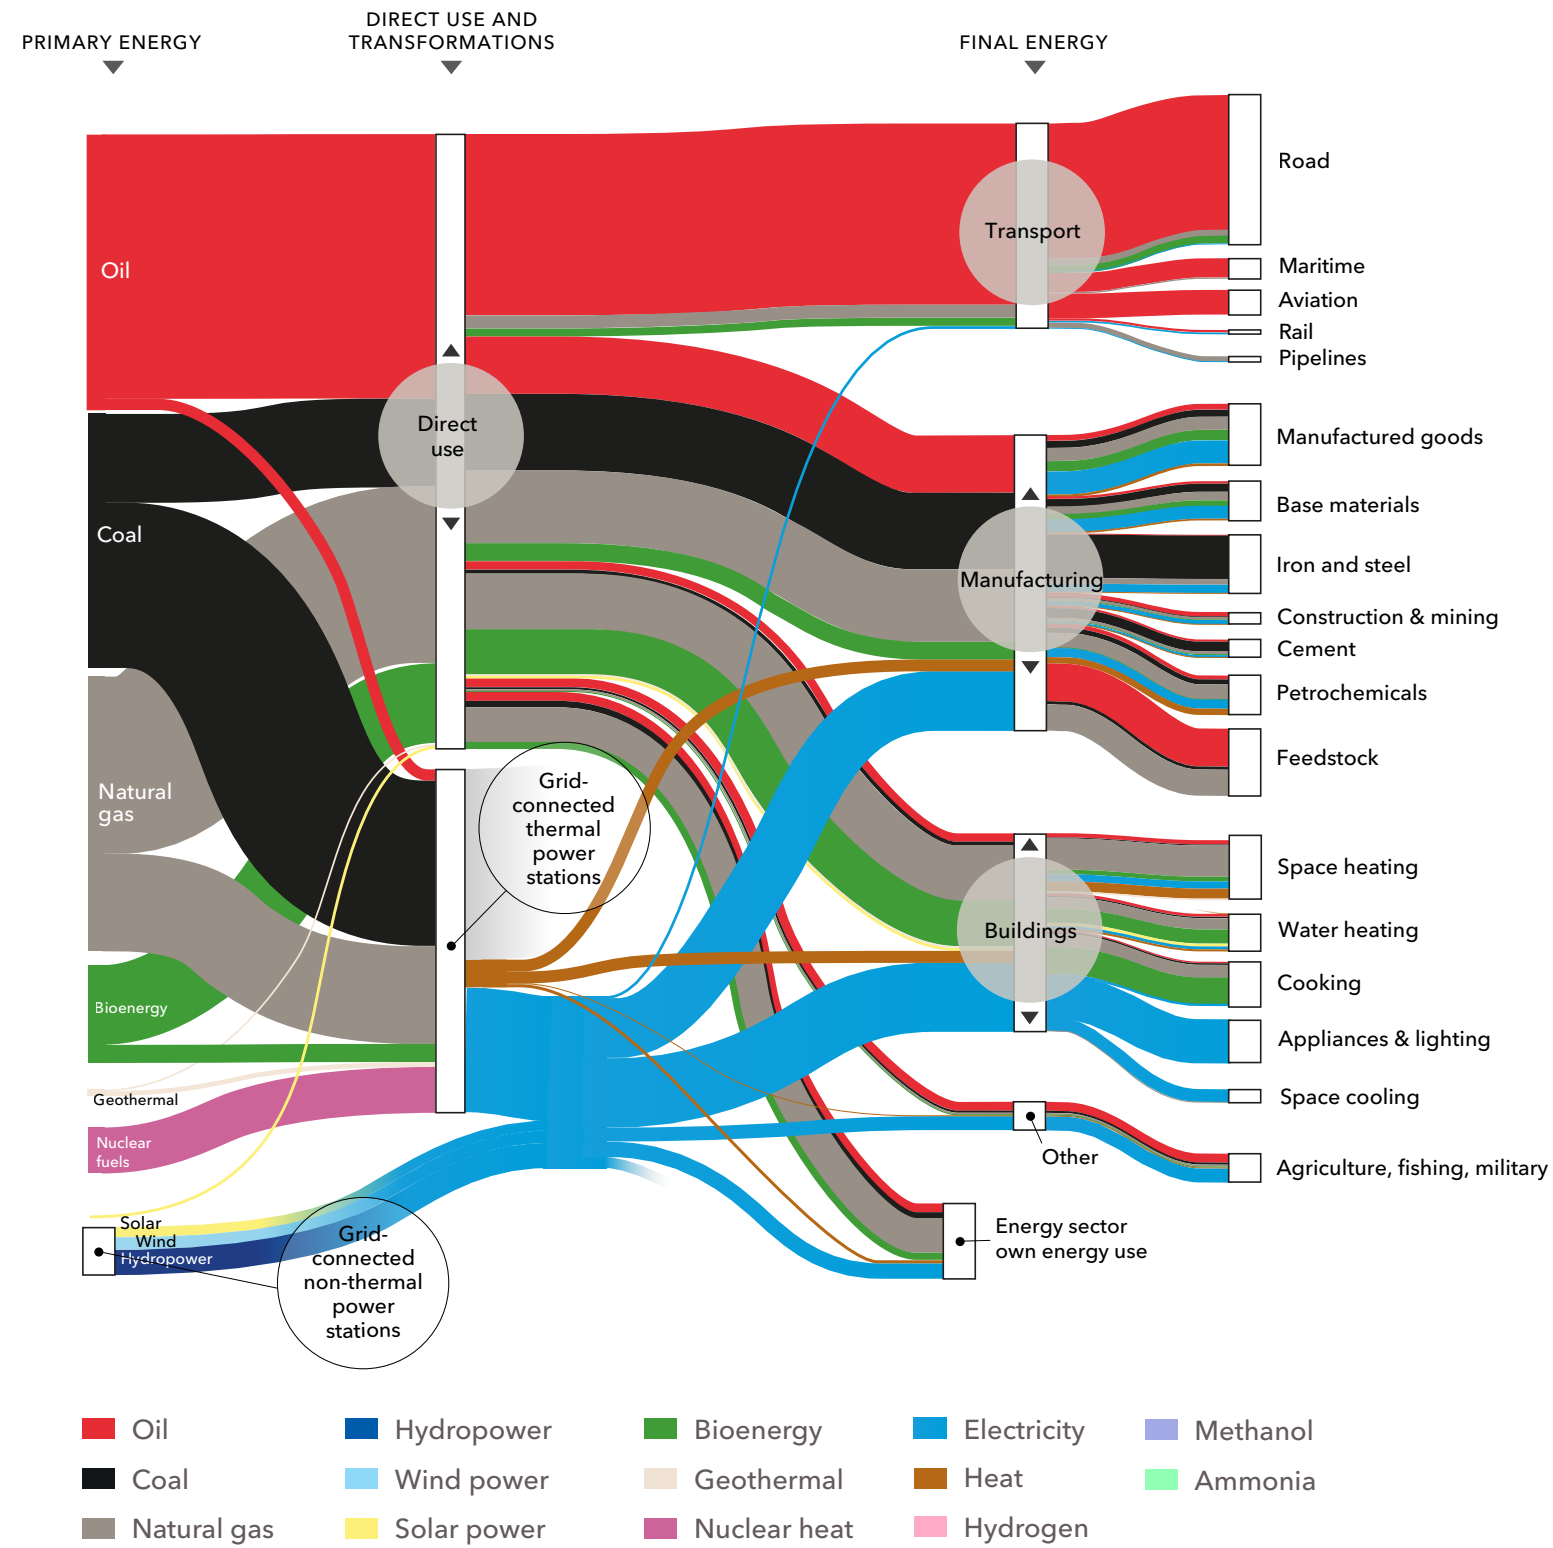 PRIMARY ENERGY
DIRECT USE AND
TRANSFORMATIONS
FINAL ENERGY
Oil
Coal
Natural
gas
Bioenergy
Geothermal
Nuclear
fuels
Solar
Wind
Hydropower
Direct
use
Grid-
connected
thermal
power
stations
Grid-
connected
non-thermal
power
stations
Transport
Manufacturing
Buildings
Other
Energy sector
own energy use
Road
Maritime
Aviation
Rail
Pipelines
Manufactured goods
Base materials
Iron and steel
Construction & mining
Cement
Petrochemicals
Feedstock
Space heating
Water heating
Cooking
Appliances & lighting
Space cooling
Agriculture, fishing, military
Oil
Coal
Natural gas
Hydropower
Wind power
Solar power
Bioenergy
Geothermal
Nuclear heat
Electricity
Heat
Hydrogen
Methanol
Ammonia